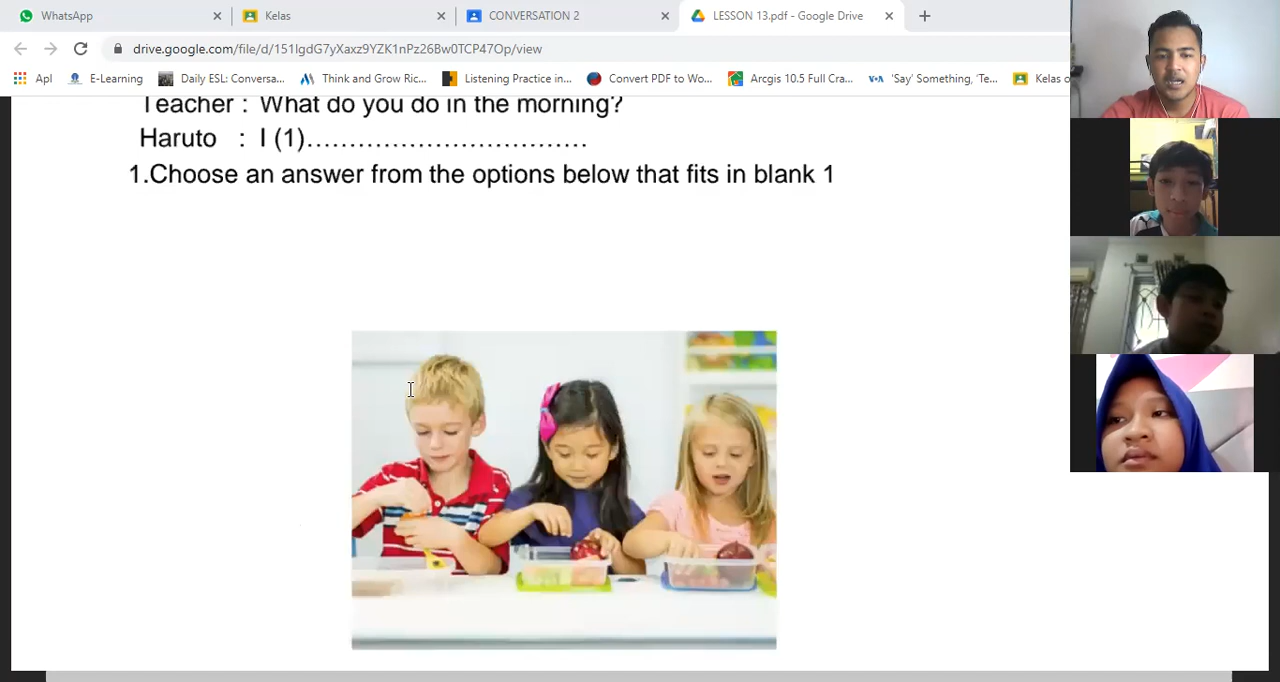 WhatsApp
Kelas
CONVERSATION 2
LESSON 13.pdf - Google Drive
drive.google.com/file/d/151lgdG7yXaxz9YZK1nPz26Bw0TCP47Op/view
Apl
E-Learning
Daily ESL: Conversa...
Think and Grow Ric...
Listening Practice in...
Convert PDF to Wo...
Arcgis 10.5 Full Cra...
'Say' Something, 'Te...
Kelas
Teacher : What do you do in the morning?
Haruto : I (1)……………………………
1.Choose an answer from the options below that fits in blank 1